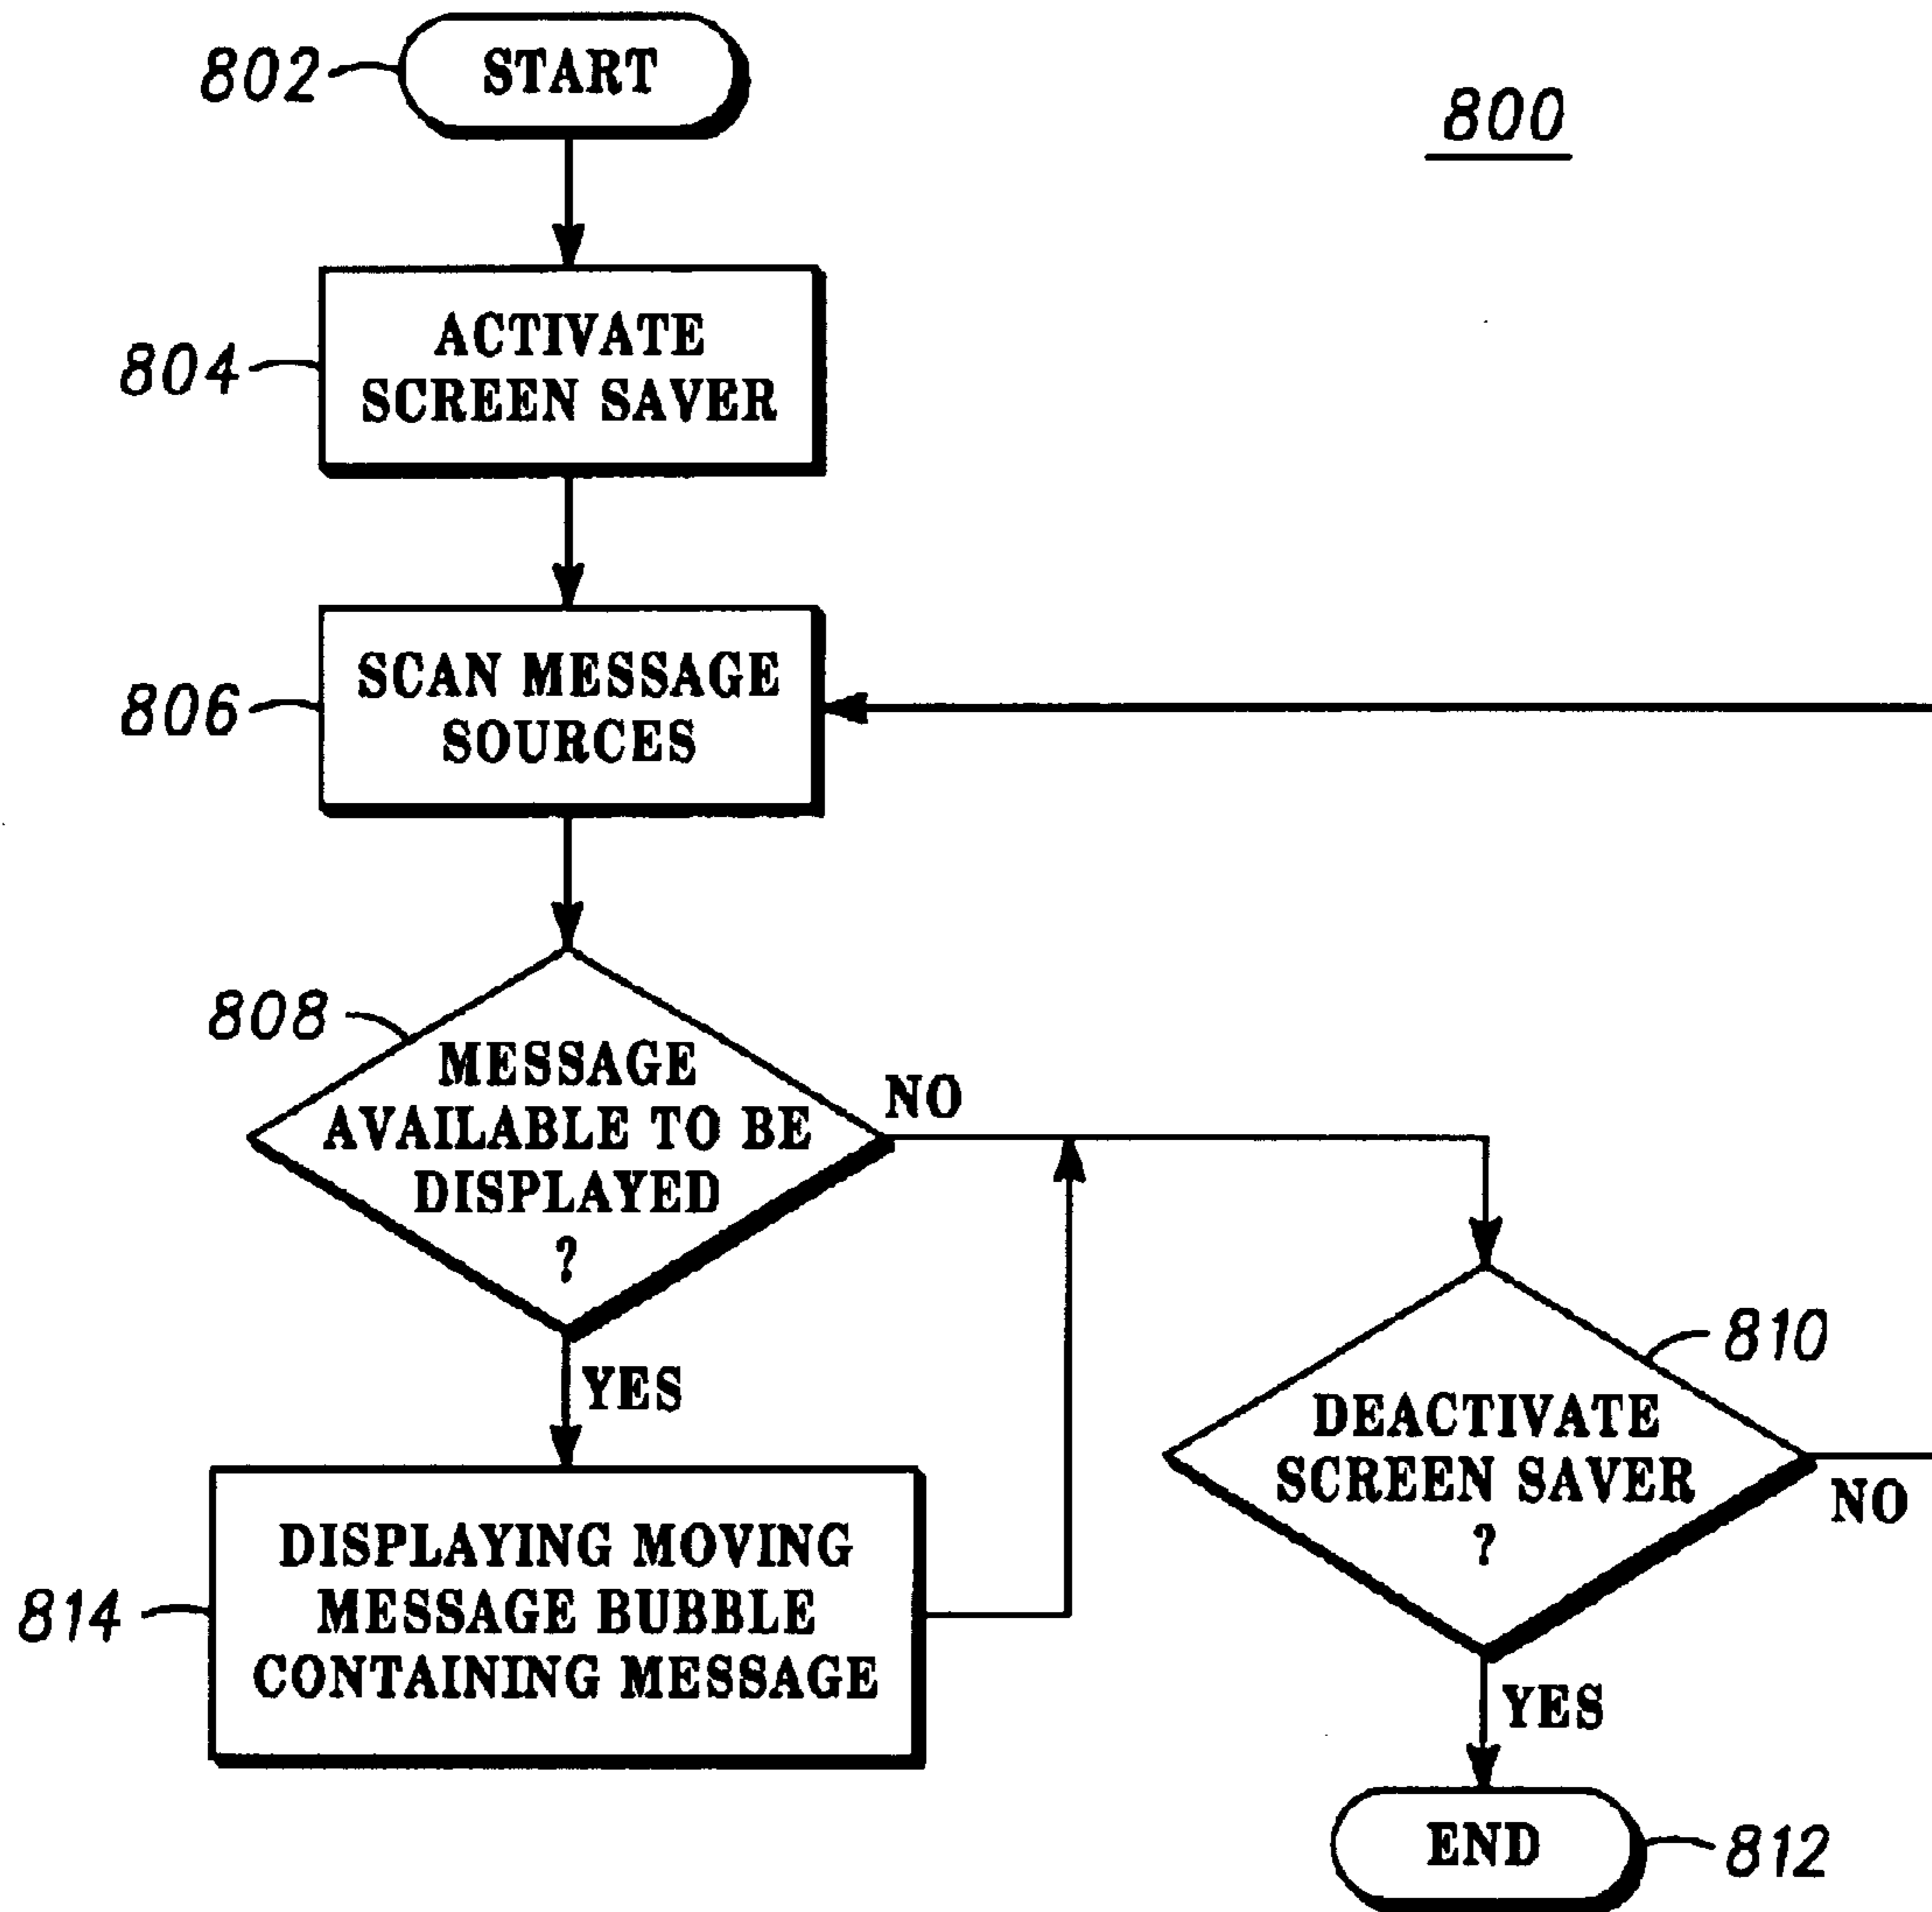 802
START
800
804
ACTIVATE
SCREEN SAVER
806
SCAN MESSAGE
SOURCES
808
MESSAGE
AVAILABLE TO BE
DISPLAYED
?
NO
YES
810
DEACTIVATE
SCREEN SAVER
?
NO
YES
814
DISPLAYING MOVING
MESSAGE BUBBLE
CONTAINING MESSAGE
END
812